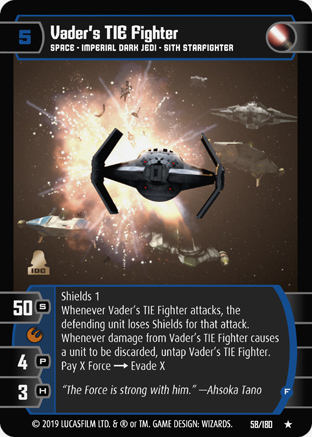 5
Vader's TIE Fighter
SPACE • IMPERIAL DARK JEDI • SITH STARFIGHTER
IDC
50 S
4 P
3 H
Shields 1
Whenever Vader's TIE Fighter attacks, the
defending unit loses Shields for that attack.
Whenever damage from Vader's TIE Fighter causes
a unit to be discarded, untap Vader's TIE Fighter.
Pay X Force → Evade X
"The Force is strong with him." —Ahsoka Tano
F
© 2019 LUCASFILM LTD. & ® or TM. GAME DESIGN: WIZARDS.
58/180 ★